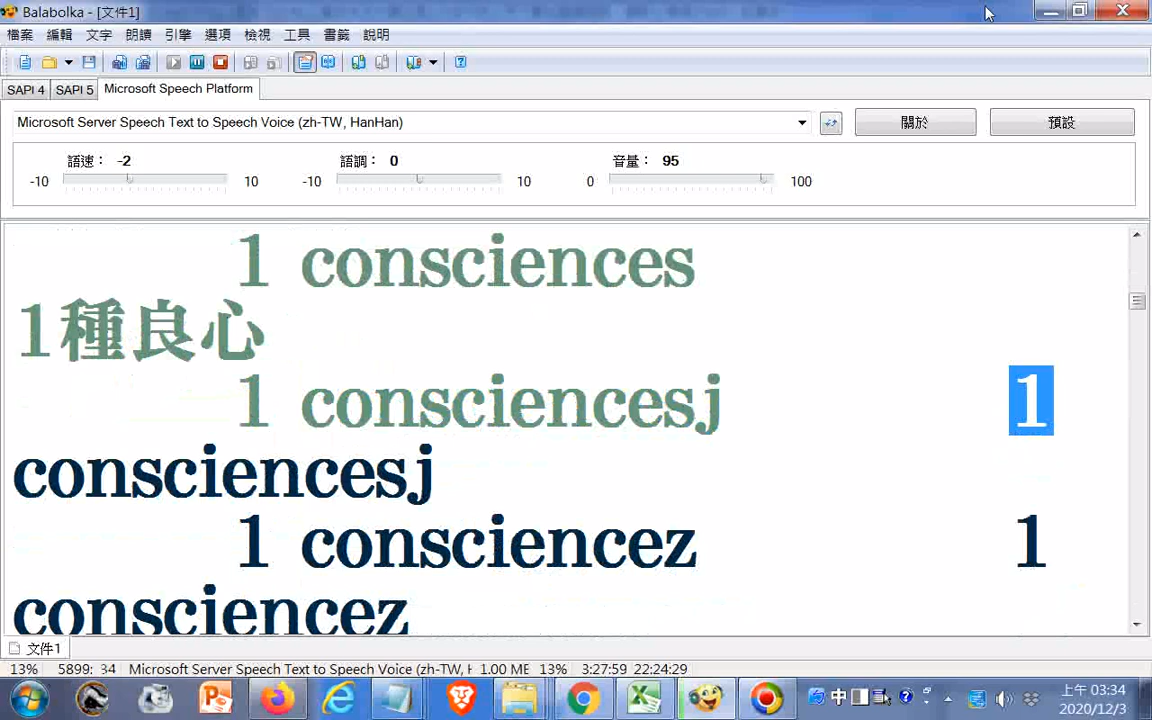 Balabolka - [文件1]
檔案 編輯 文字 朗讀 引擎 選項 檢視 工具 書籤 說明
SAPI 4 SAPI 5 Microsoft Speech Platform
Microsoft Server Speech Text to Speech Voice (zh-TW, HanHan) 關於 預設
語速： -2 語調： 0 音量： 95
-10 10 -10 10 0 100
1 consciences
1種良心
1 consciencesj 1
consciencesj
1 consciencez 1
consciencez
文件1
13% 5899: 34 Microsoft Server Speech Text to Speech Voice (zh-TW, 1.00 ME 13% 3:27:59 22:24:29
中 上午 03:34
2020/12/3